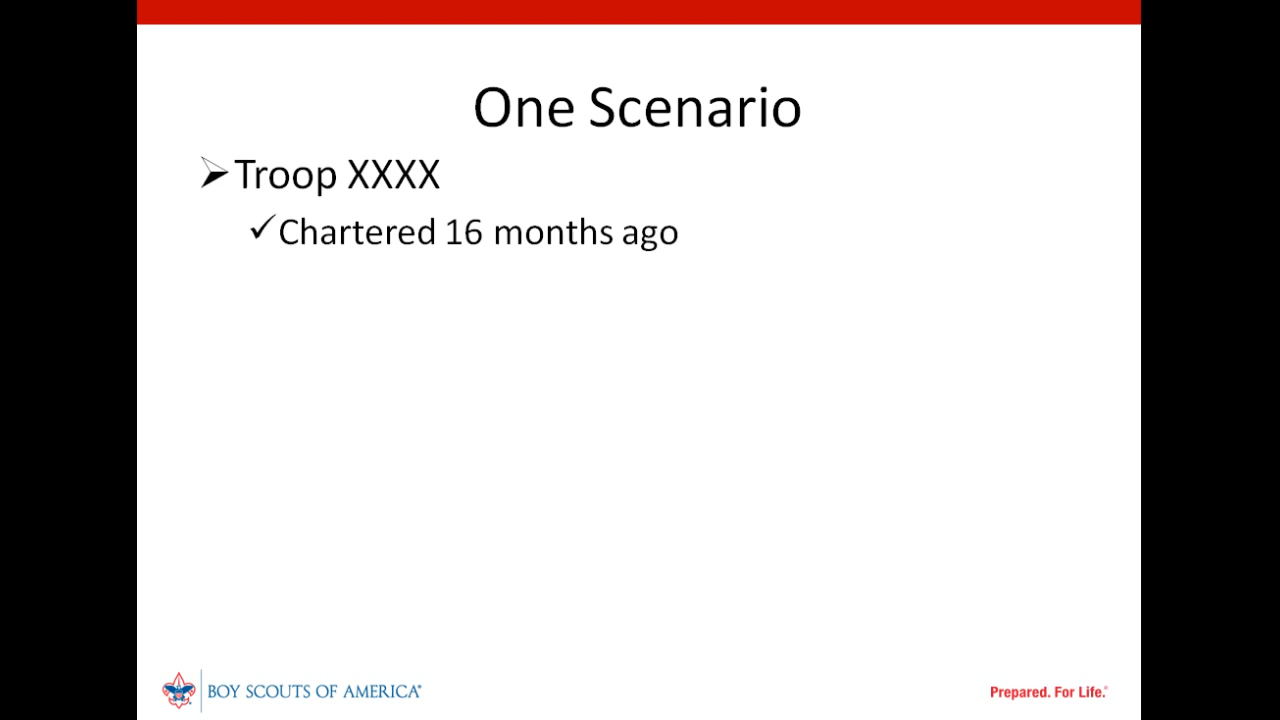 One Scenario
Troop XXXX
Chartered 16 months ago
BOY SCOUTS OF AMERICA®
Prepared. For Life.®